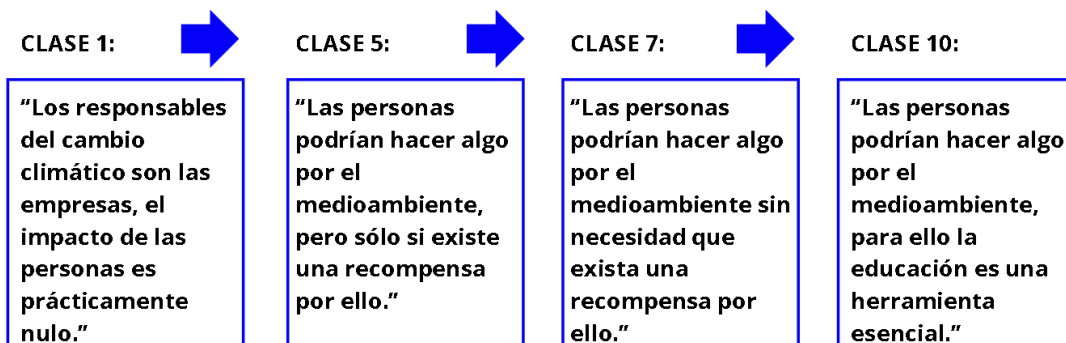 CLASE 1:
"Los responsables
del cambio
climático son las
empresas, el
impacto de las
personas es
prácticamente
nulo."
CLASE 5:
"Las personas
podrían hacer algo
por el
medioambiente,
pero sólo si existe
una recompensa
por ello."
CLASE 7:
"Las personas
podrían hacer algo
por el
medioambiente sin
necesidad que
exista una
recompensa por
ello."
CLASE 10:
"Las personas
podrían hacer algo
por el
medioambiente,
para ello la
educación es una
herramienta
esencial."